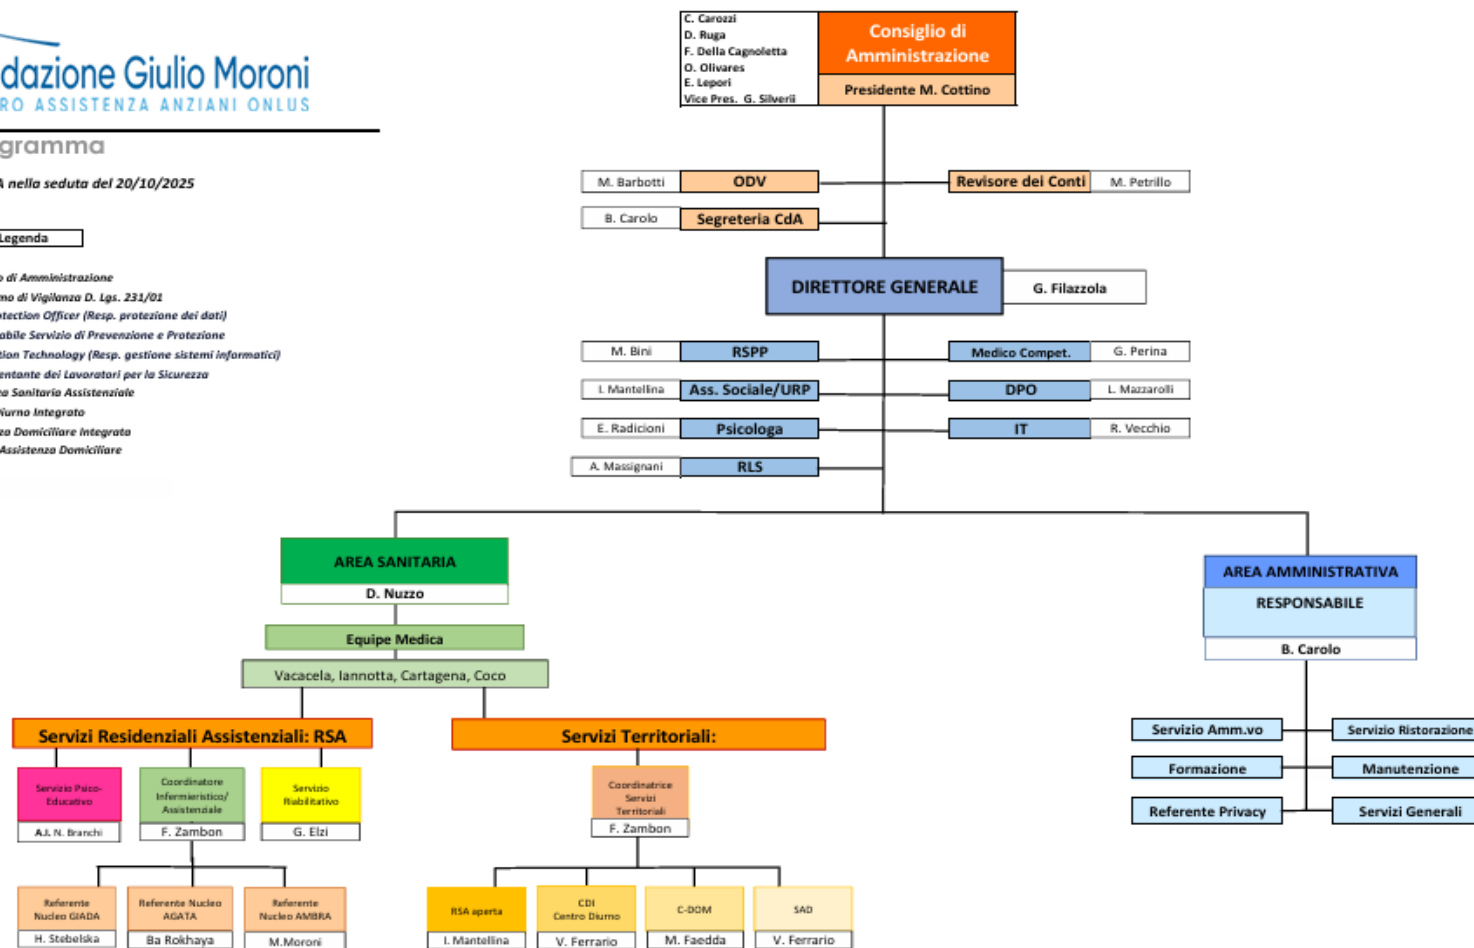 C. Carozzi
D. Ruga
F. Della Cagnoletta
O. Olivares
E. Lepori
Vice Pres. G. Silverii
Consiglio di
Amministrazione
Presidente M. Cottino
dazione Giulio Moroni
RO ASSISTENZA ANZIANI ONLUS
gramma
A nella seduta del 20/10/2025
Legenda
o di Amministrazione
mo di Vigilanza D. Lgs. 231/01
tection Officer (Resp. protezione dei dati)
abile Servizio di Prevenzione e Protezione
tion Technology (Resp. gestione sistemi informatici)
entante dei Lavoratori per la Sicurezza
za Sanitaria Assistenziale
Diurno Integrato
za Domiciliare Integrata
Assistenza Domiciliare
M. Barbotti
ODV
Revisore dei Conti
M. Petrillo
B. Carolo
Segreteria CdA
DIRETTORE GENERALE
G. Filazzola
M. Bini
RSPP
Medico Compet.
G. Perina
I. Mantellina
Ass. Sociale/URP
DPO
L. Mazzarolli
E. Radicioni
Psicologa
IT
R. Vecchio
A. Massignani
RLS
AREA SANITARIA
D. Nuzzo
Equipe Medica
Vacacela, Iannotta, Cartagena, Coco
AREA AMMINISTRATIVA
RESPONSABILE
B. Carolo
Servizi Residenziali Assistenziali: RSA
Servizi Territoriali:
Servizio Amm.vo
Servizio Ristorazione
Formazione
Manutenzione
Referente Privacy
Servizi Generali
Servizio Psico-
Educativo
A.I. N. Branchi
Coordinatore
Infermieristico/
Assistenziale
F. Zambon
Servizio
Riabilitativo
G. Elzi
Coordinatrice
Servizi
Territoriali
F. Zambon
Referente
Nucleo GIADA
H. Stebelska
Referente Nucleo
AGATA
Ba Rokhaya
Referente
Nucleo AMBRA
M.Moroni
RSA aperta
I. Mantellina
CDI
Centro Diurno
V. Ferrario
C-DOM
M. Faedda
SAD
V. Ferrario